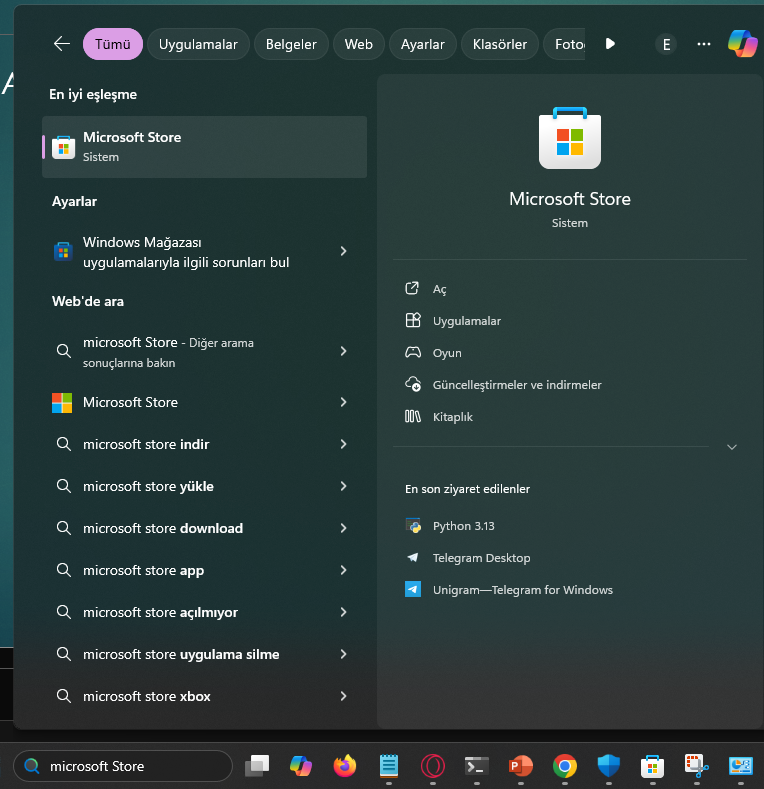 Tümü
Uygulamalar
Belgeler
Web
Ayarlar
Klasörler
E
En iyi eşleşme
Microsoft Store
Sistem
Ayarlar
Windows Mağazası
uygulamalarıyla ilgili sorunları bul
Web'de ara
microsoft Store - Diğer arama
sonuçlarına bakın
Microsoft Store
microsoft store indir
microsoft store yükle
microsoft store download
microsoft store app
microsoft store açılmıyor
microsoft store uygulama silme
microsoft store xbox
Microsoft Store
Sistem
Aç
Uygulamalar
Oyun
Güncelleştirmeler ve indirmeler
Kitaplık
En son ziyaret edilenler
Python 3.13
Telegram Desktop
Unigram—Telegram for Windows
microsoft Store